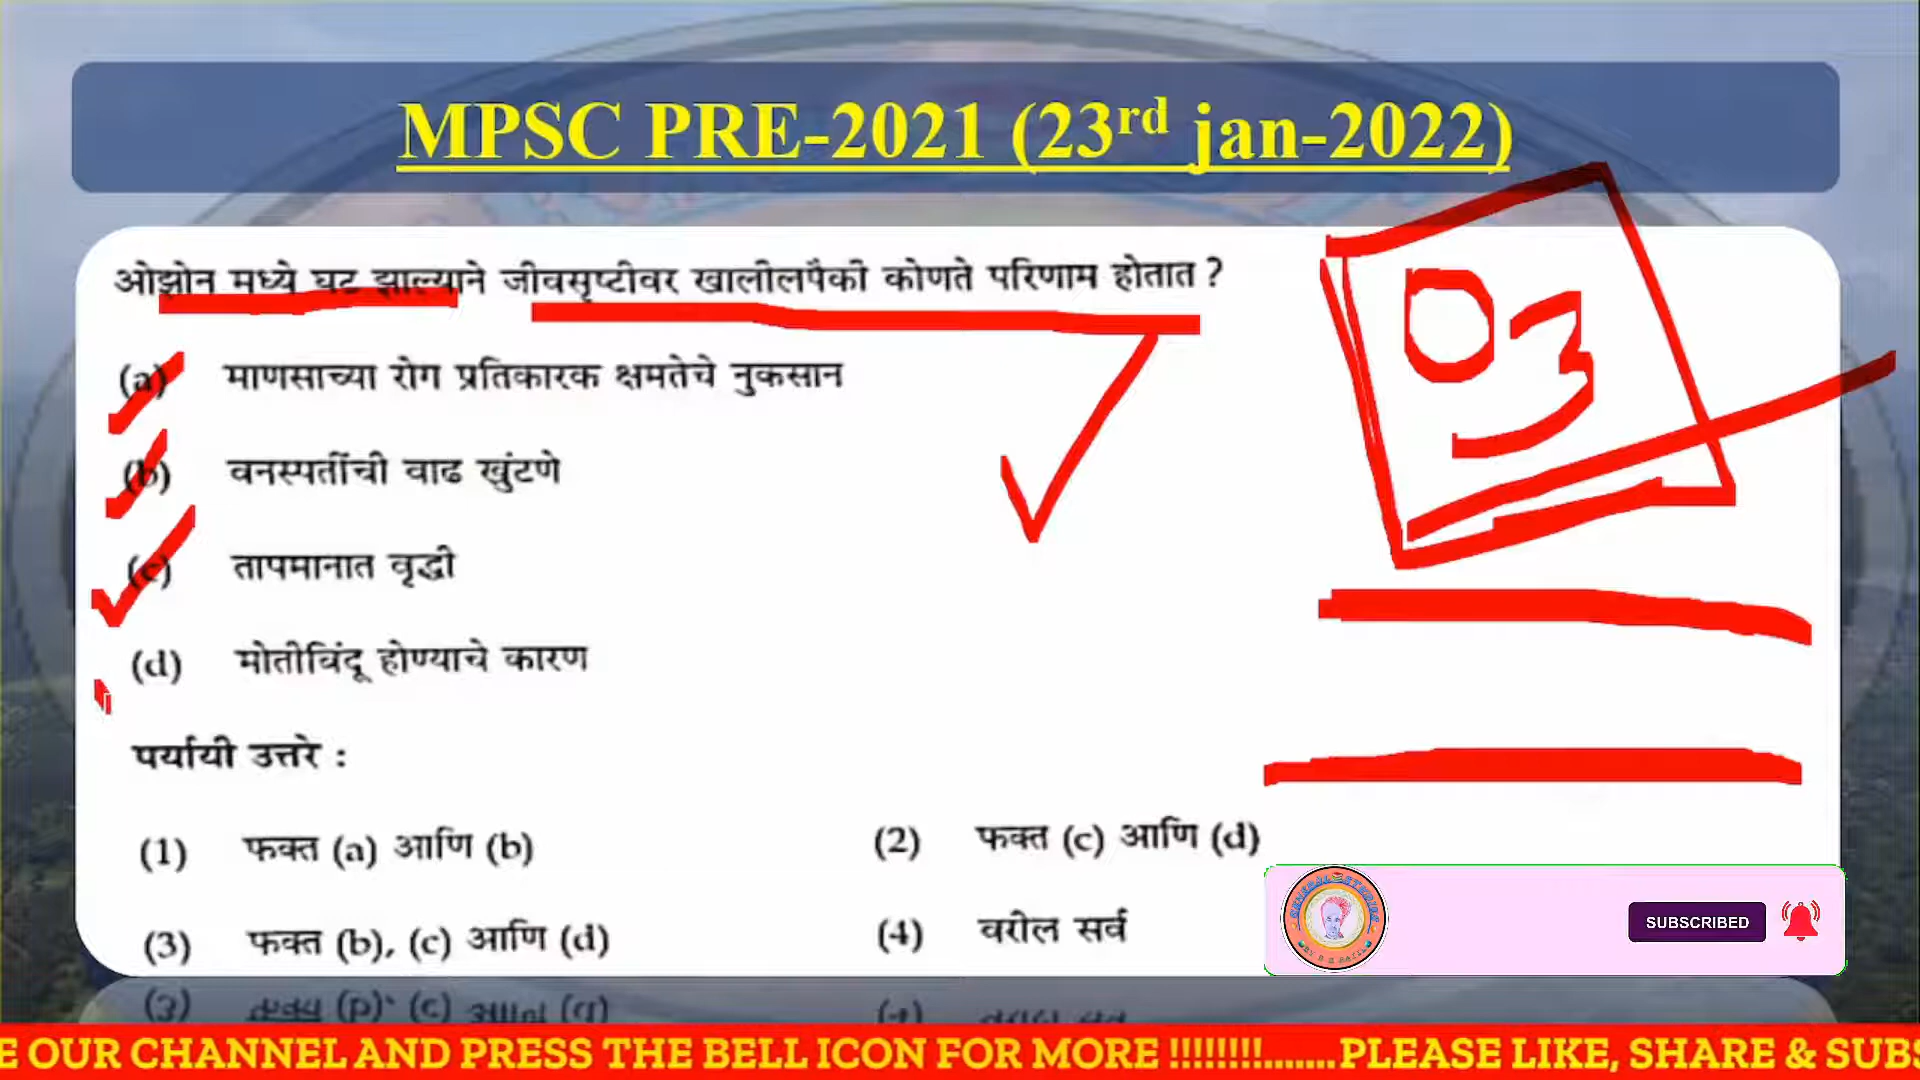 MPSC PRE-2021 (23rd jan-2022)
ओझोन मध्ये घट झाल्याने जीवसृष्टीवर खालीलपैकी कोणते परिणाम होतात ?
(a) माणसाच्या रोग प्रतिकारक क्षमतेचे नुकसान
(b) वनस्पतींची वाढ खुंटणे
(c) तापमानात वृद्धी
(d) मोतीबिंदू होण्याचे कारण
पर्यायी उत्तरे :
(1) फक्त (a) आणि (b)
(2) फक्त (c) आणि (d)
(3) फक्त (b), (c) आणि (d)
(4) वरील सर्व
O3
SUBSCRIBED
E OUR CHANNEL AND PRESS THE BELL ICON FOR MORE !!!!!!!!.......PLEASE LIKE, SHARE & SUBS